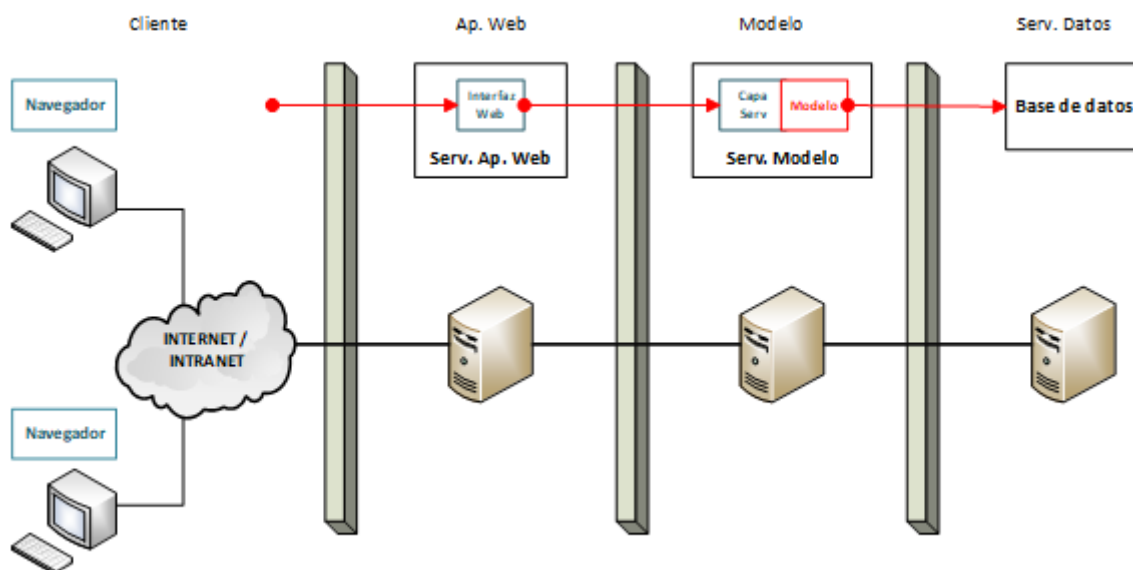 Cliente
Ap. Web
Modelo
Serv. Datos
Navegador
Interfaz
Web
Serv. Ap. Web
Capa
Serv
Modelo
Serv. Modelo
Base de datos
INTERNET /
INTRANET
Navegador